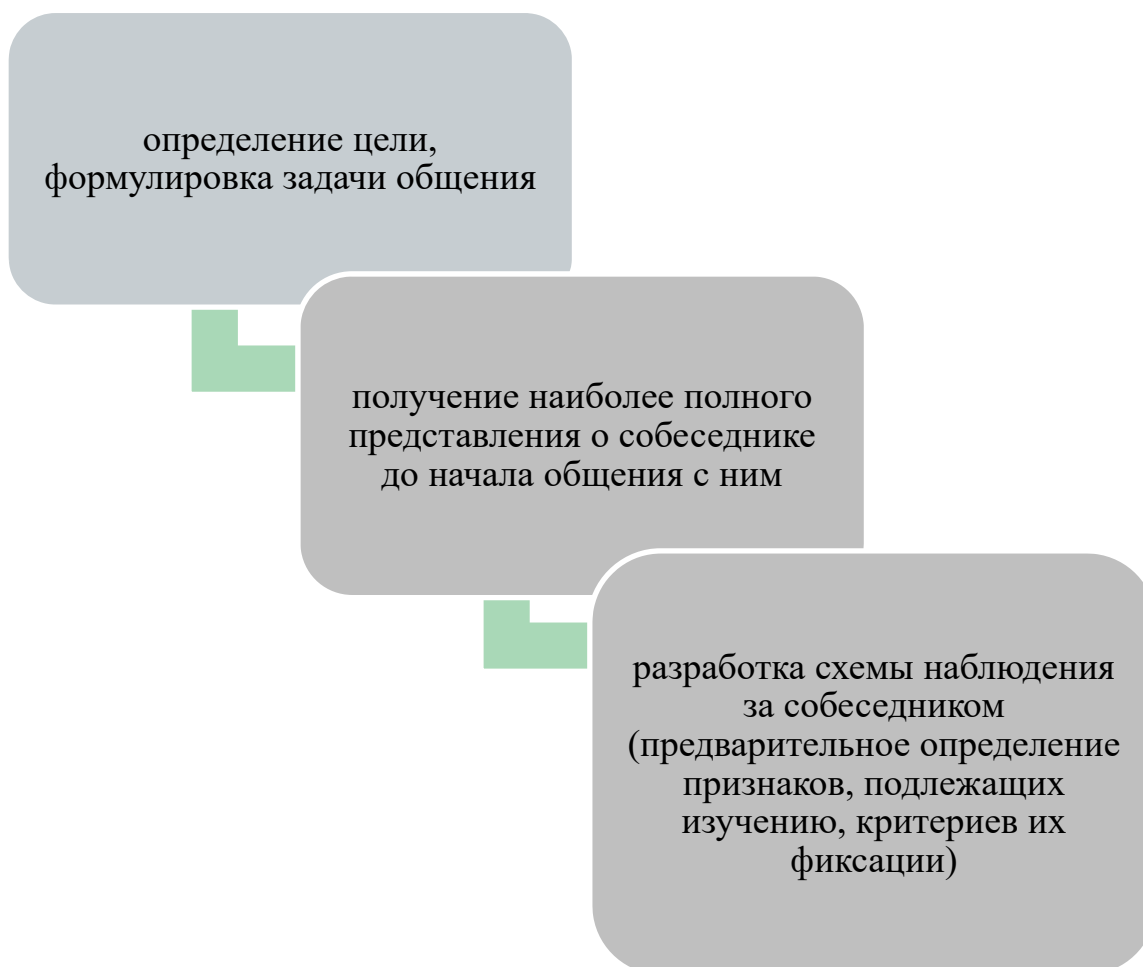 определение цели,
формулировка задачи общения
получение наиболее полного
представления о собеседнике
до начала общения с ним
разработка схемы наблюдения
за собеседником
(предварительное определение
признаков, подлежащих
изучению, критериев их
фиксации)